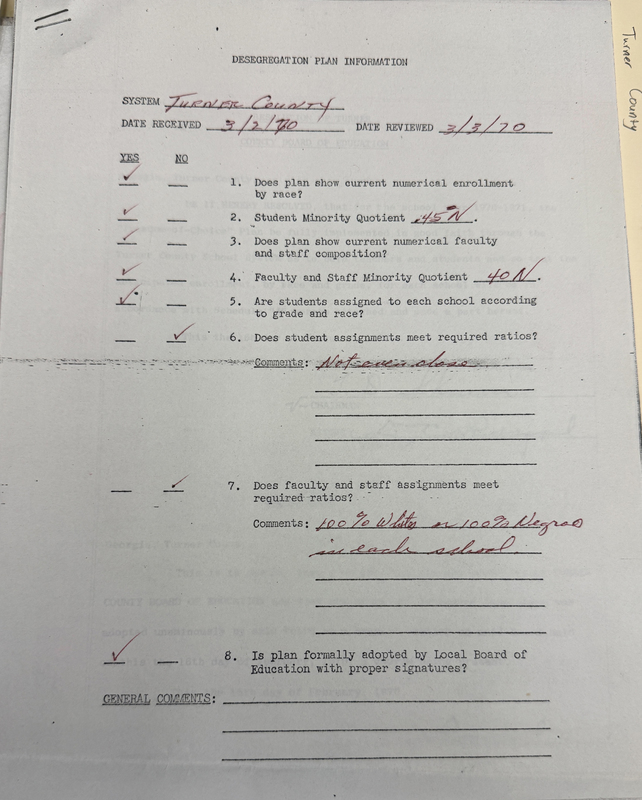 Turner County
DESEGREGATION PLAN INFORMATION
SYSTEM Turner County
DATE RECEIVED 3/2/70 DATE REVIEWED 3/3/70
YES NO
✓ 1. Does plan show current numerical enrollment
by race?
✓ 2. Student Minority Quotient .45%N.
✓ 3. Does plan show current numerical faculty
and staff composition?
✓ 4. Faculty and Staff Minority Quotient 40N.
✓ 5. Are students assigned to each school according
to grade and race?
✓ 6. Does student assignments meet required ratios?
Comments: Not even close
✓ 7. Does faculty and staff assignments meet
required ratios?
Comments: 100% White or 100% Negroes
in each school.
✓ 8. Is plan formally adopted by Local Board of
Education with proper signatures?
GENERAL COMMENTS: